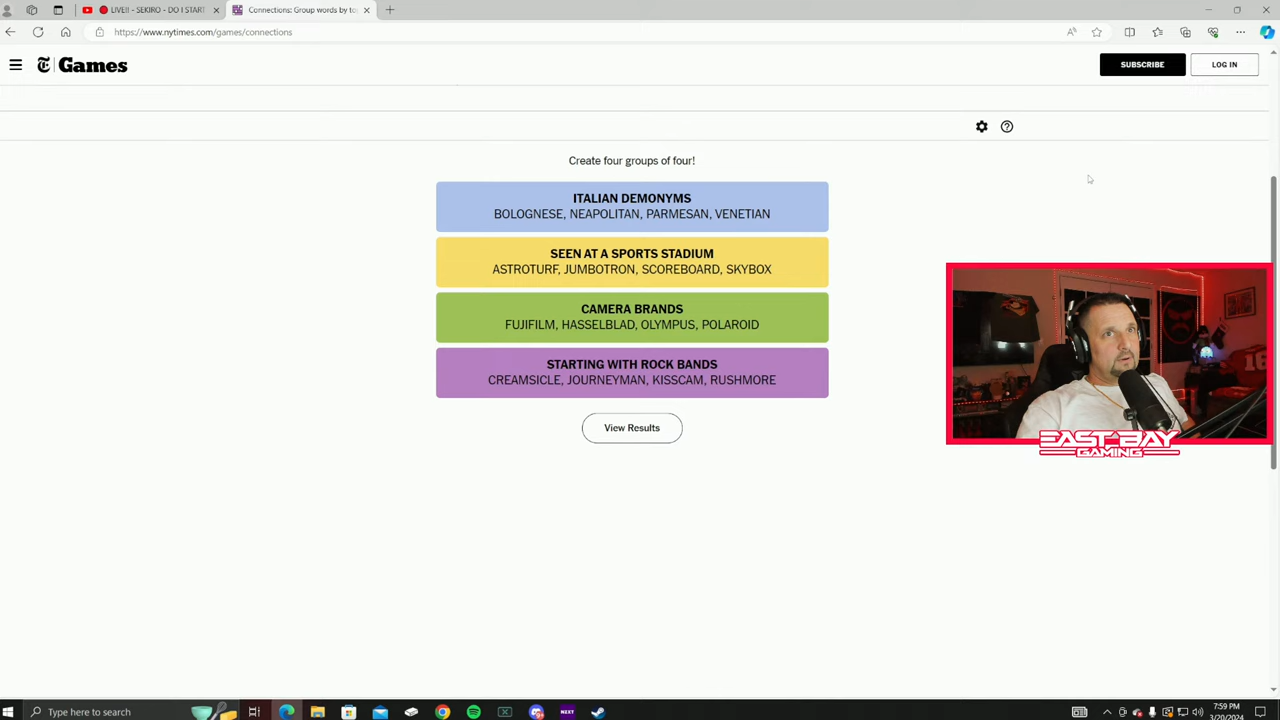 LIVE!! - SEKIRO - DO I START
Connections: Group words by to
https://www.nytimes.com/games/connections
Games
SUBSCRIBE
LOG IN
Create four groups of four!
ITALIAN DEMONYMS
BOLOGNESE, NEAPOLITAN, PARMESAN, VENETIAN
SEEN AT A SPORTS STADIUM
ASTROTURF, JUMBOTRON, SCOREBOARD, SKYBOX
CAMERA BRANDS
FUJIFILM, HASSELBLAD, OLYMPUS, POLAROID
STARTING WITH ROCK BANDS
CREAMSICLE, JOURNEYMAN, KISSCAM, RUSHMORE
View Results
EAST BAY
GAMING
Type here to search
NEXT
7:59 PM
3/20/2024